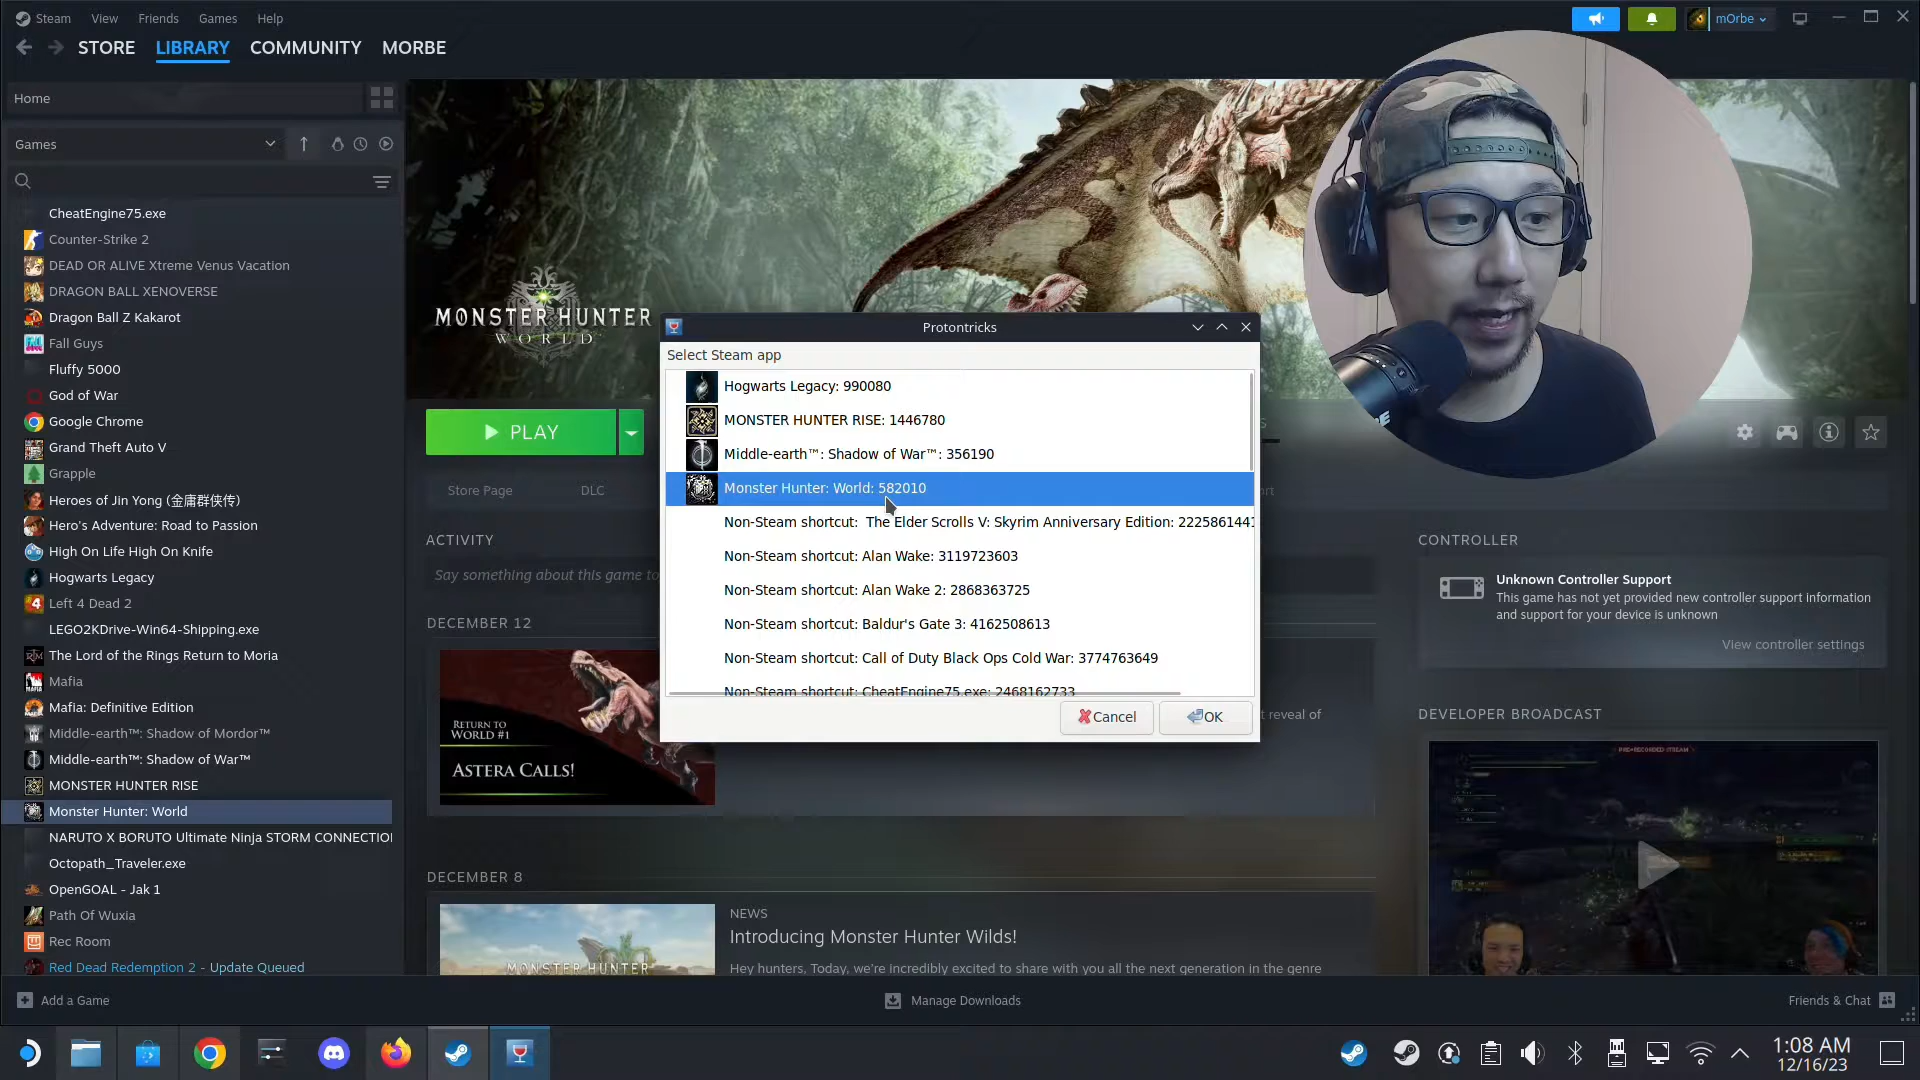 Steam View Friends Games Help
mOrbe
STORE LIBRARY COMMUNITY MORBE
Home
Games
CheatEngine75.exe
Counter-Strike 2
DEAD OR ALIVE Xtreme Venus Vacation
DRAGON BALL XENOVERSE
Dragon Ball Z Kakarot
Fall Guys
Fluffy 5000
God of War
Google Chrome
Grand Theft Auto V
Grapple
Heroes of Jin Yong (金庸群侠传)
Hero's Adventure: Road to Passion
High On Life High On Knife
Hogwarts Legacy
Left 4 Dead 2
LEGO2KDrive-Win64-Shipping.exe
The Lord of the Rings Return to Moria
Mafia
Mafia: Definitive Edition
Middle-earth™: Shadow of Mordor™
Middle-earth™: Shadow of War™
MONSTER HUNTER RISE
Monster Hunter: World
NARUTO X BORUTO Ultimate Ninja STORM CONNECTIO
Octopath_Traveler.exe
OpenGOAL - Jak 1
Path Of Wuxia
Rec Room
Red Dead Redemption 2 - Update Queued
MONSTER HUNTER
WORLD
PLAY
Store Page DLC
ACTIVITY
Say something about this game to
DECEMBER 12
RETURN TO
WORLD #1
ASTERA CALLS!
t reveal of
DECEMBER 8
MONSTER HUNTER
NEWS
Introducing Monster Hunter Wilds!
Hey hunters, Today, we're incredibly excited to share with you all the next generation in the genre
Protontricks
Select Steam app
Hogwarts Legacy: 990080
MONSTER HUNTER RISE: 1446780
Middle-earth™: Shadow of War™: 356190
Monster Hunter: World: 582010
Non-Steam shortcut: The Elder Scrolls V: Skyrim Anniversary Edition: 2225861441
Non-Steam shortcut: Alan Wake: 3119723603
Non-Steam shortcut: Alan Wake 2: 2868363725
Non-Steam shortcut: Baldur's Gate 3: 4162508613
Non-Steam shortcut: Call of Duty Black Ops Cold War: 3774763649
Non-Steam shortcut: CheatEngine75.exe: 2468162733
Cancel OK
CONTROLLER
Unknown Controller Support
This game has not yet provided new controller support information
and support for your device is unknown
View controller settings
DEVELOPER BROADCAST
PRE-RECORDED STREAM
Add a Game
Manage Downloads
Friends & Chat
1:08 AM
12/16/23